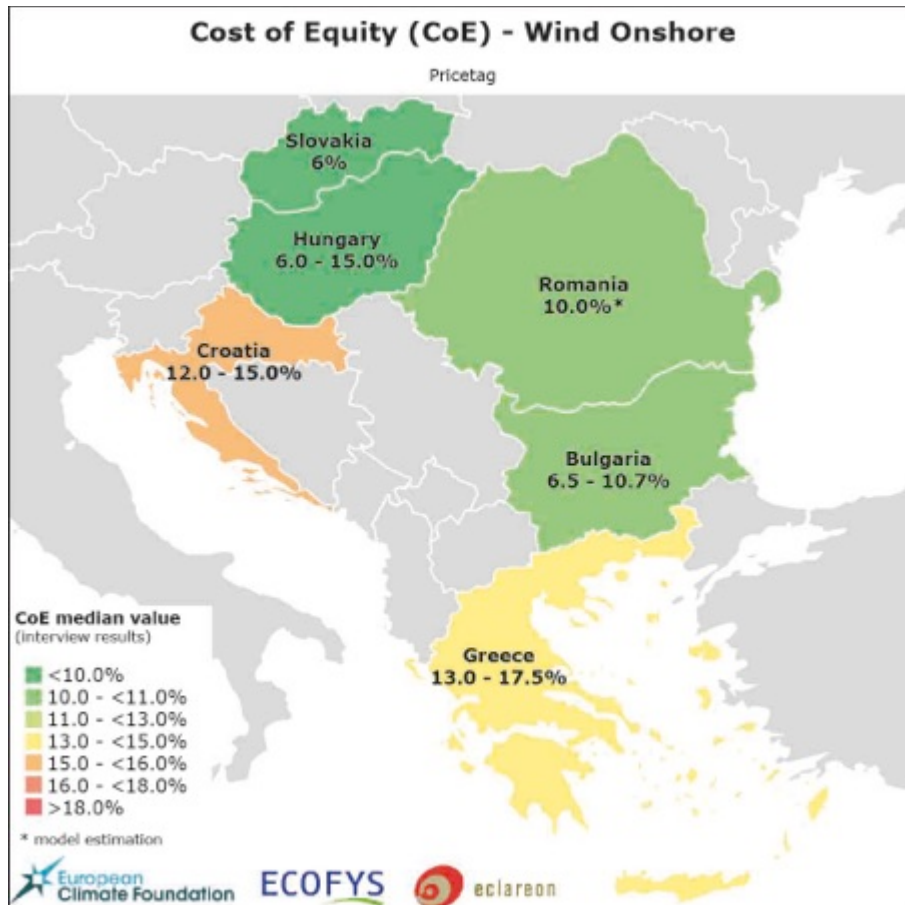 Cost of Equity (CoE) - Wind Onshore
Pricetag
Slovakia
6%
Hungary
6.0 - 15.0%
Romania
10.0%*
Croatia
12.0 - 15.0%
Bulgaria
6.5 - 10.7%
Greece
13.0 - 17.5%
CoE median value
(interview results)
<10.0%
10.0 - <11.0%
11.0 - <13.0%
13.0 - <15.0%
15.0 - <16.0%
16.0 - <18.0%
>18.0%
* model estimation
European
Climate Foundation
ECOFYS
eclareon